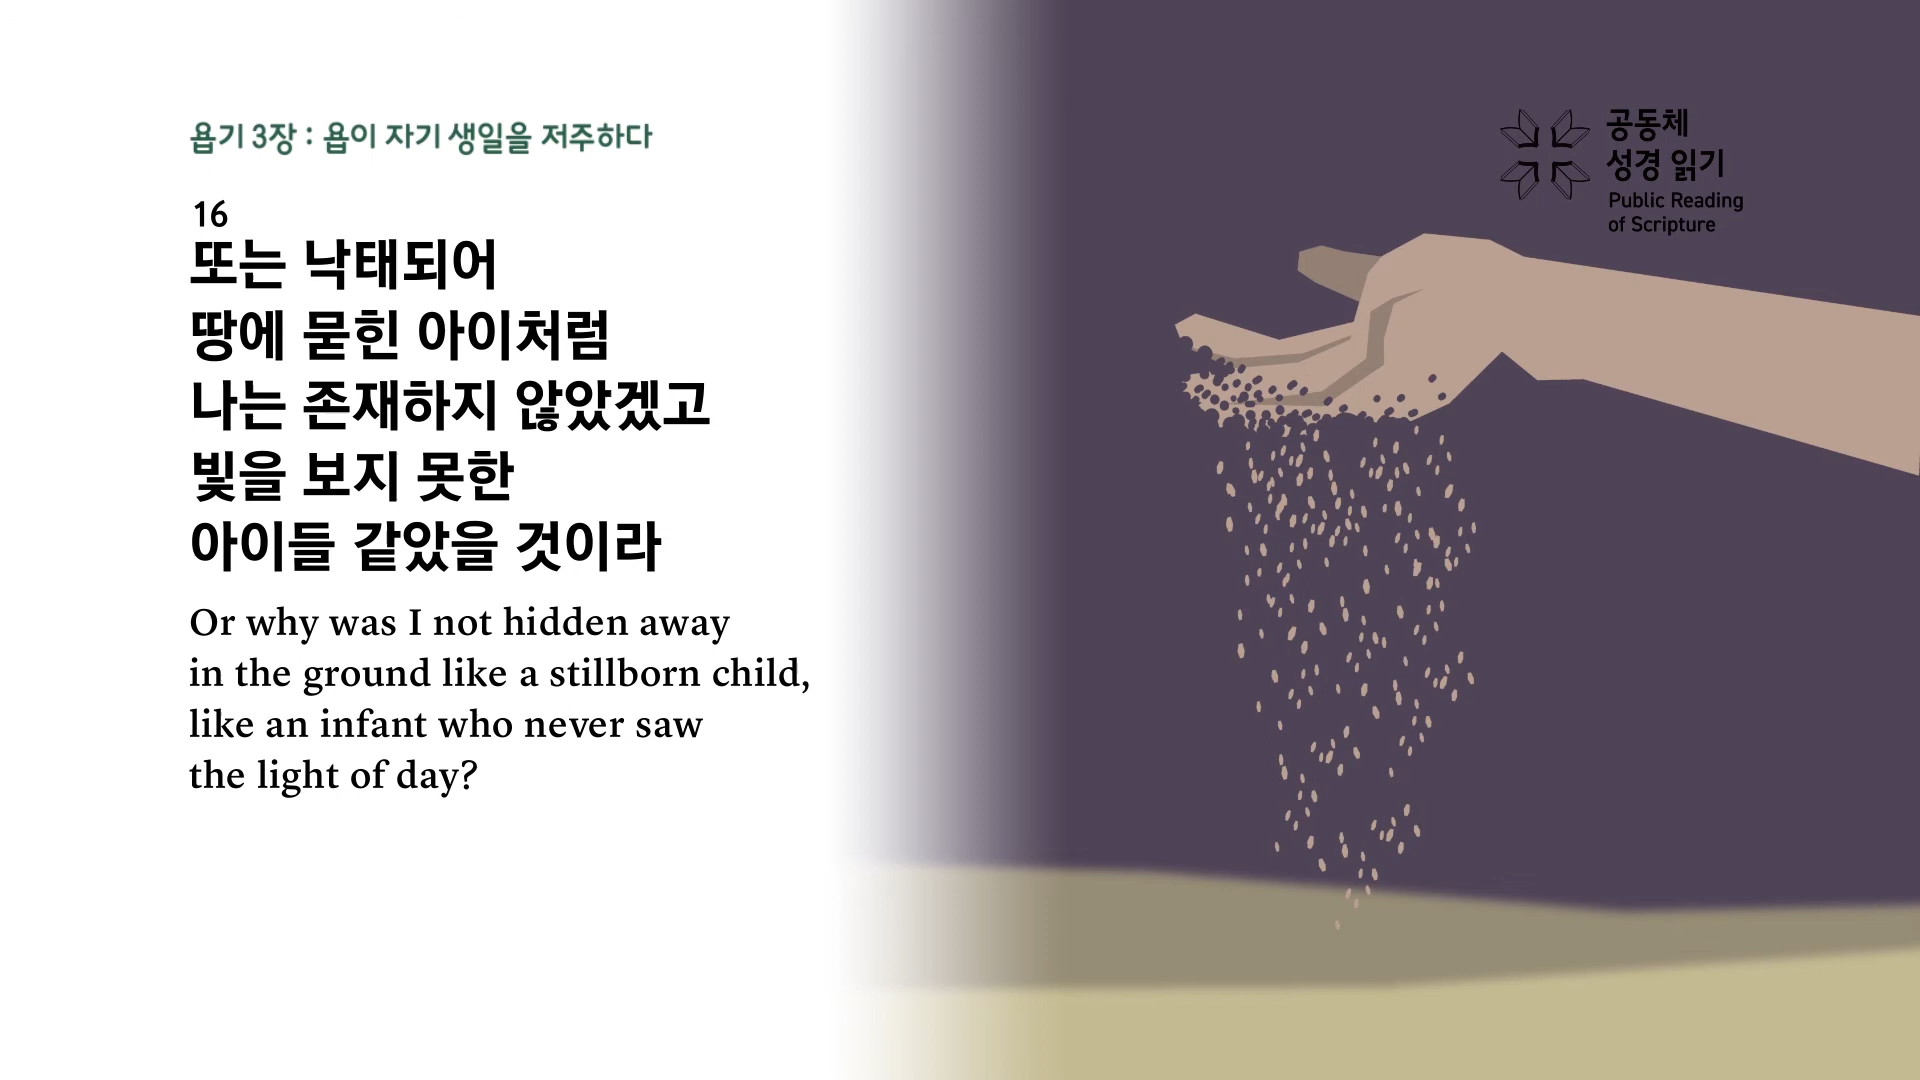 욥기 3장 : 욥이 자기 생일을 저주하다
16
또는 낙태되어
땅에 묻힌 아이처럼
나는 존재하지 않았겠고
빛을 보지 못한
아이들 같았을 것이라
Or why was I not hidden away
in the ground like a stillborn child,
like an infant who never saw
the light of day?
공동체
성경 읽기
Public Reading
of Scripture